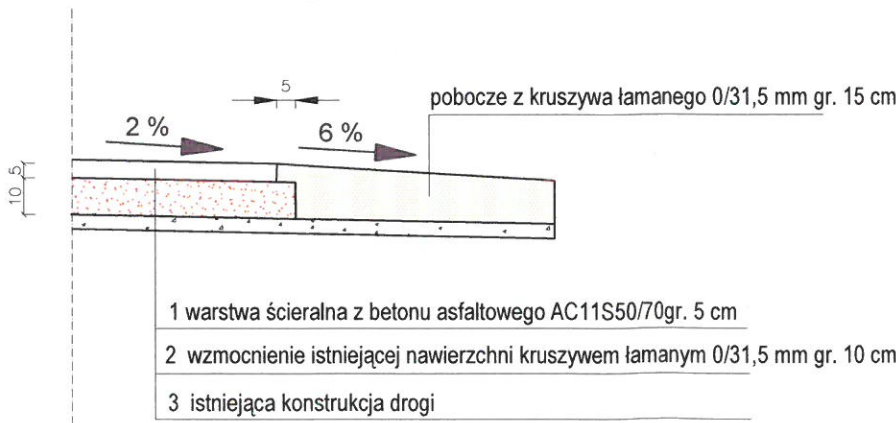 5
pobocze z kruszywa łamanego 0/31,5 mm gr. 15 cm
2 %
6 %
5
10
1 warstwa ścieralna z betonu asfaltowego AC11S50/70gr. 5 cm
2 wzmocnienie istniejącej nawierzchni kruszywem łamanym 0/31,5 mm gr. 10 cm
3 istniejąca konstrukcja drogi